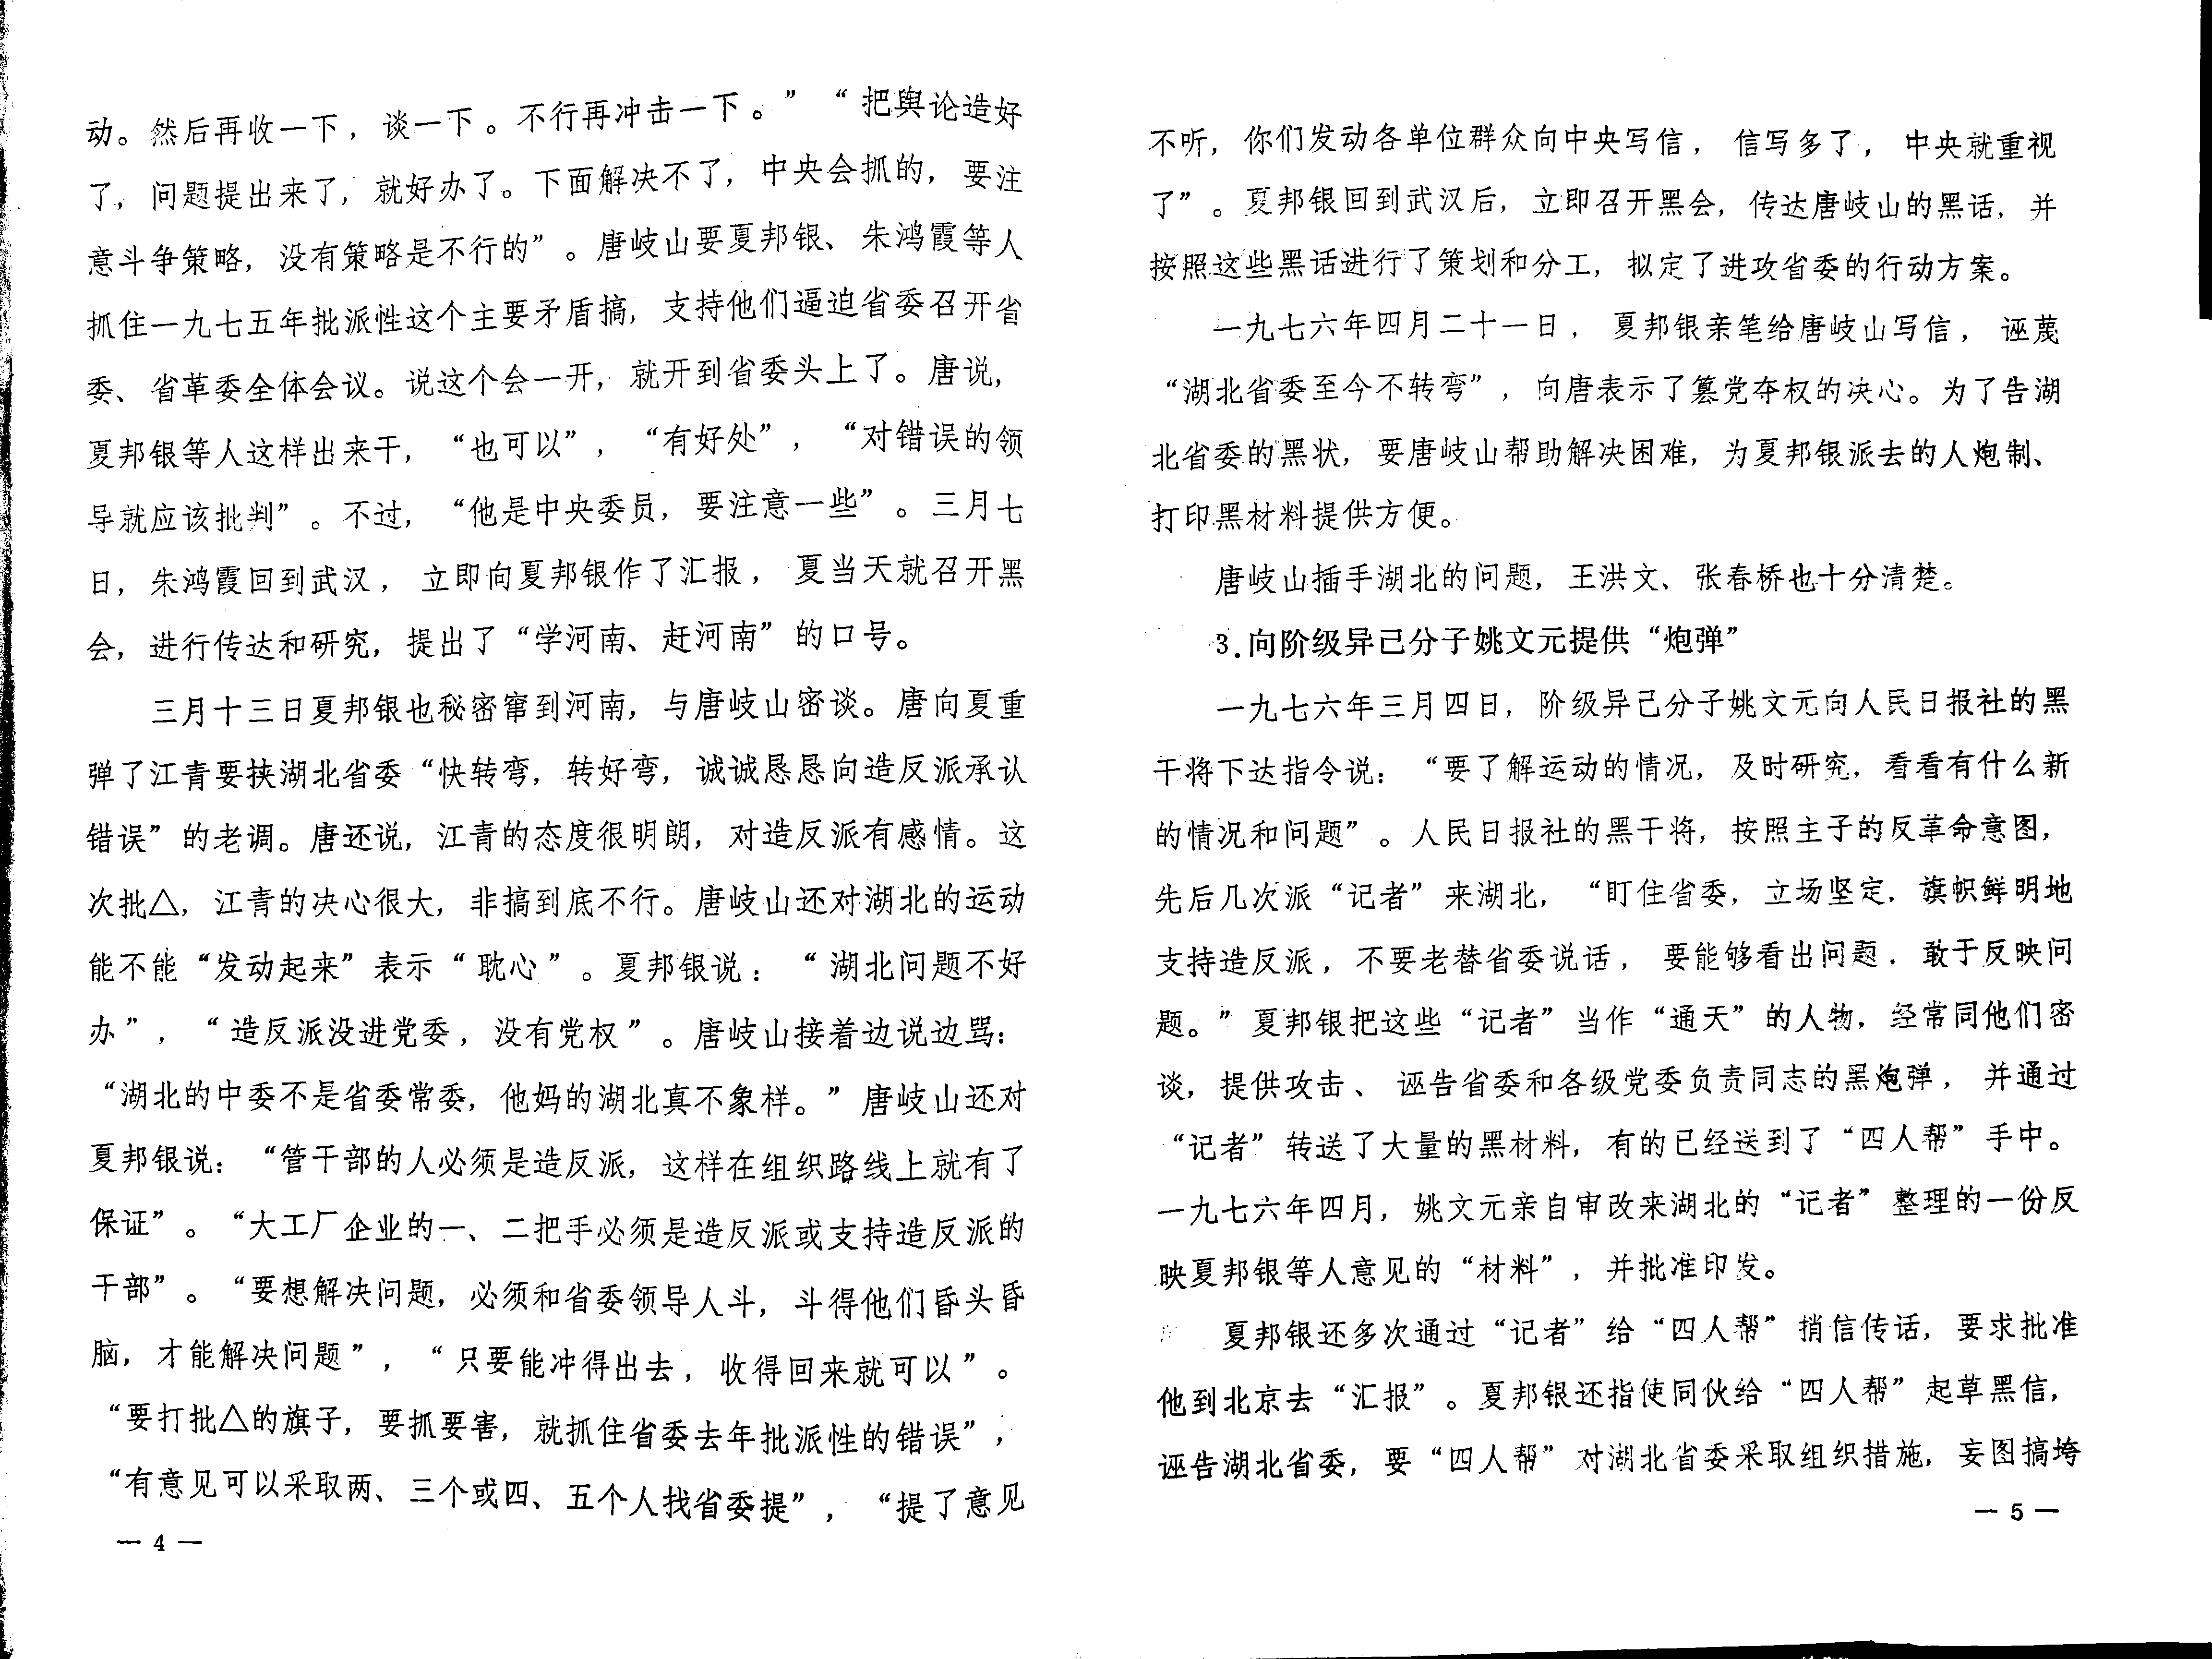 动。然后再收一下，谈一下。不行再冲击一下。”“把舆论造好
了，问题提出来了，就好办了。下面解决不了，中央会抓的，要注
意斗争策略，没有策略是不行的”。唐岐山要夏邦银、朱鸿霞等人
抓住一九七五年批派性这个主要矛盾搞，支持他们逼迫省委召开省
委、省革委全体会议。说这个会一开，就开到省委头上了。唐说，
夏邦银等人这样出来干，“也可以”，“有好处”，“对错误的领
导就应该批判”。不过，“他是中央委员，要注意一些”。三月七
日，朱鸿霞回到武汉，立即向夏邦银作了汇报，夏当天就召开黑
会，进行传达和研究，提出了“学河南、赶河南”的口号。
三月十三日夏邦银也秘密窜到河南，与唐岐山密谈。唐向夏重
弹了江青要挟湖北省委“快转弯，转好弯，诚诚恳恳向造反派承认
错误”的老调。唐还说，江青的态度很明朗，对造反派有感情。这
次批△，江青的决心很大，非搞到底不行。唐岐山还对湖北的运动
能不能“发动起来”表示“耽心”。夏邦银说：“湖北问题不好
办”，“造反派没进党委，没有党权”。唐岐山接着边说边骂：
“湖北的中委不是省委常委，他妈的湖北真不象样。”唐岐山还对
夏邦银说：“管干部的人必须是造反派，这样在组织路线上就有了
保证”。“大工厂企业的一、二把手必须是造反派或支持造反派的
干部”。“要想解决问题，必须和省委领导人斗，斗得他们昏头昏
脑，才能解决问题”，“只要能冲得出去，收得回来就可以”。
“要打批△的旗子，要抓要害，就抓住省委去年批派性的错误”，
“有意见可以采取两、三个或四、五个人找省委提”，“提了意见
— 4 —
不听，你们发动各单位群众向中央写信，信写多了，中央就重视
了”。夏邦银回到武汉后，立即召开黑会，传达唐岐山的黑话，并
按照这些黑话进行了策划和分工，拟定了进攻省委的行动方案。
一九七六年四月二十一日，夏邦银亲笔给唐岐山写信，诬蔑
“湖北省委至今不转弯”，向唐表示了篡党夺权的决心。为了告湖
北省委的黑状，要唐岐山帮助解决困难，为夏邦银派去的人炮制、
打印黑材料提供方便。
唐岐山插手湖北的问题，王洪文、张春桥也十分清楚。
3.向阶级异己分子姚文元提供“炮弹”
一九七六年三月四日，阶级异己分子姚文元向人民日报社的黑
干将下达指令说：“要了解运动的情况，及时研究，看看有什么新
的情况和问题”。人民日报社的黑干将，按照主子的反革命意图，
先后几次派“记者”来湖北，“盯住省委，立场坚定，旗帜鲜明地
支持造反派，不要老替省委说话，要能够看出问题，敢于反映问
题。”夏邦银把这些“记者”当作“通天”的人物，经常同他们密
谈，提供攻击、诬告省委和各级党委负责同志的黑炮弹，并通过
“记者”转送了大量的黑材料，有的已经送到了“四人帮”手中。
一九七六年四月，姚文元亲自审改来湖北的“记者”整理的一份反
映夏邦银等人意见的“材料”，并批准印发。
夏邦银还多次通过“记者”给“四人帮”捎信传话，要求批准
他到北京去“汇报”。夏邦银还指使同伙给“四人帮”起草黑信，
诬告湖北省委，要“四人帮”对湖北省委采取组织措施，妄图搞垮
— 5 —